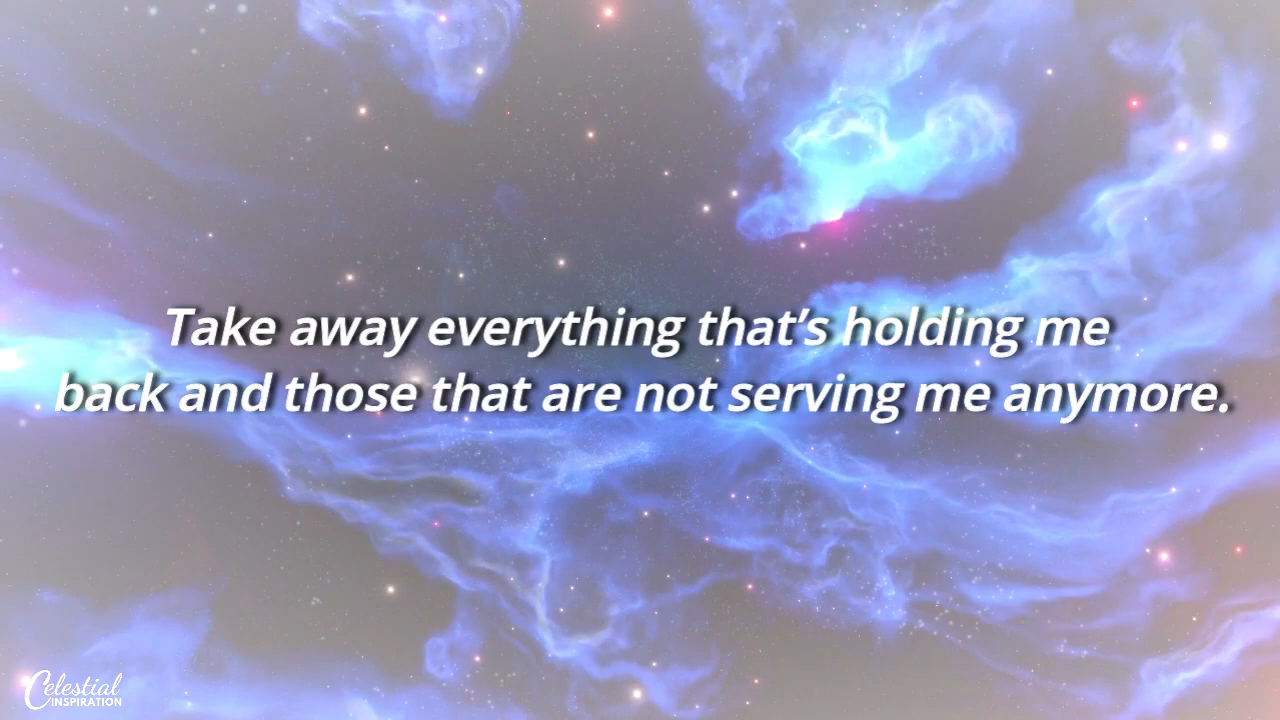 Take away everything that’s holding me
back and those that are not serving me anymore.
Celestial
INSPIRATION